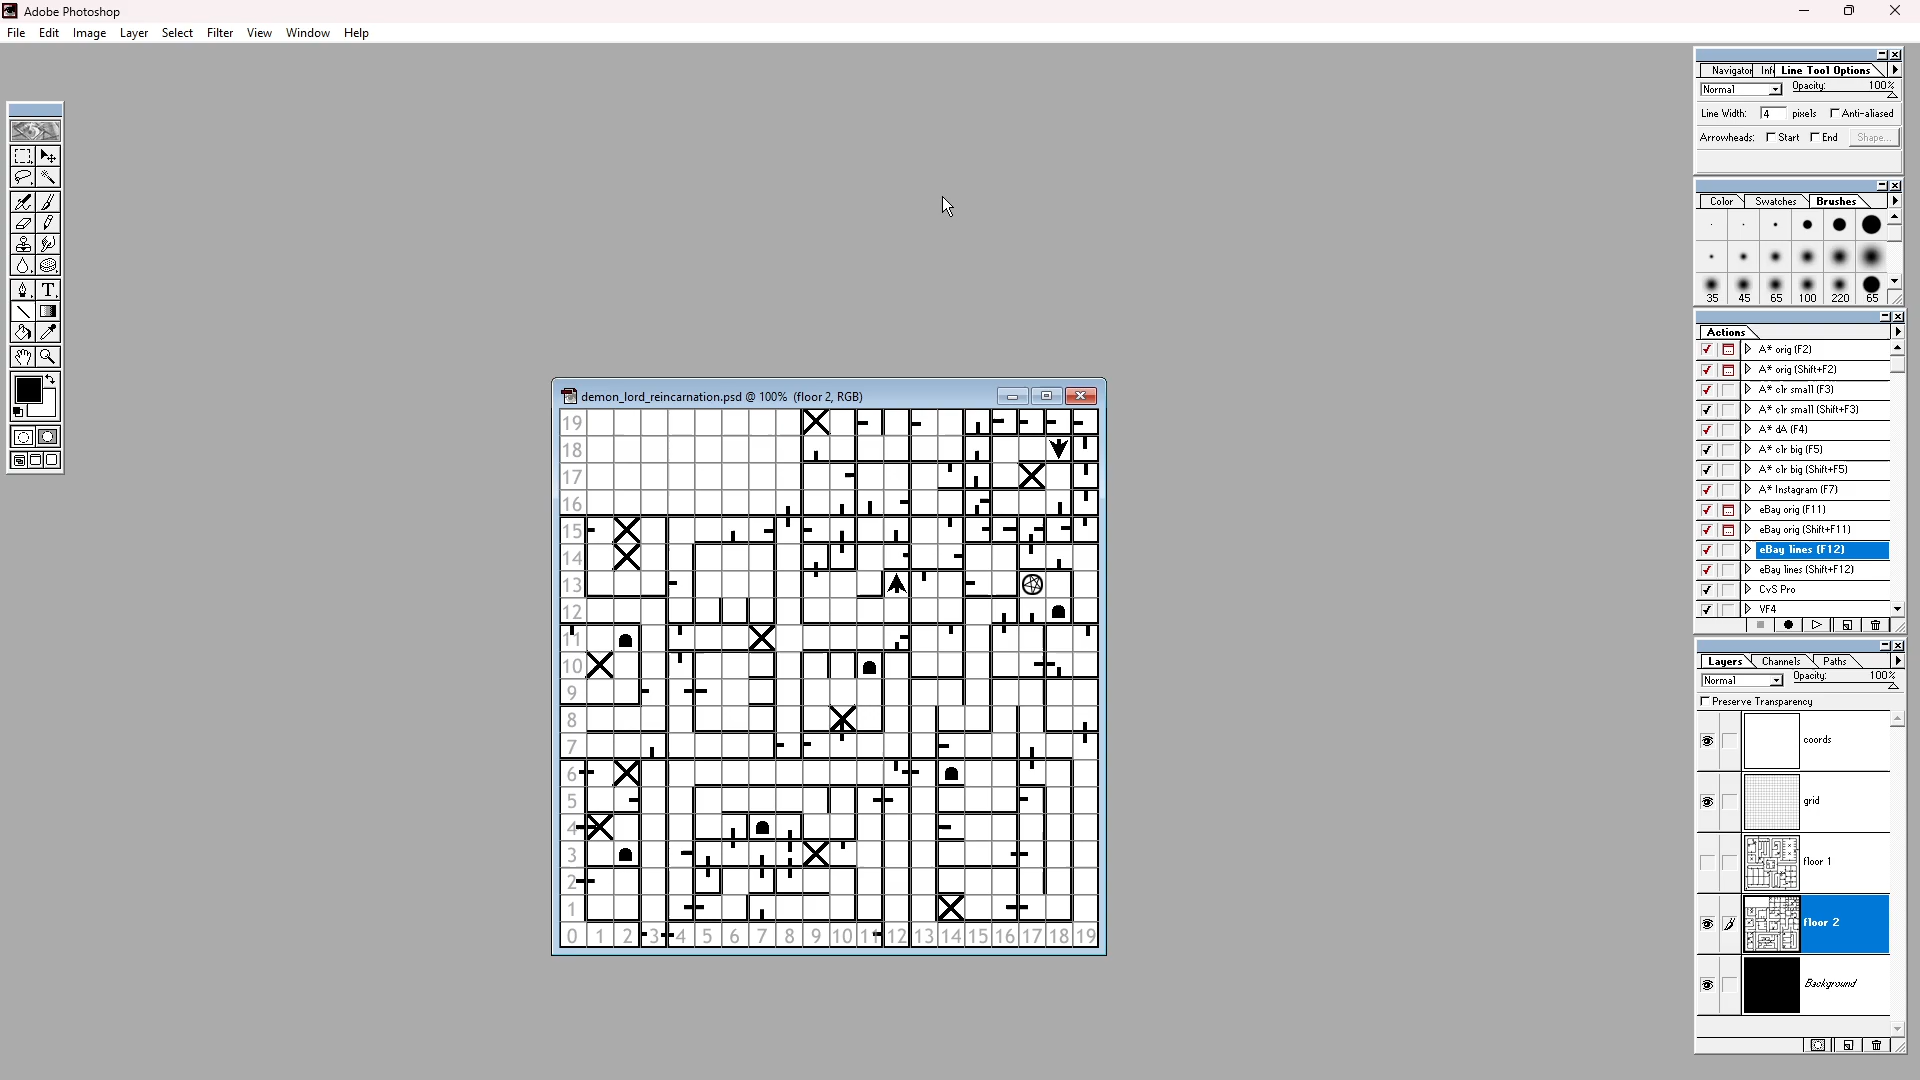 Adobe Photoshop
File Edit Image Layer Select Filter View Window Help
Navigator Info Line Tool Options
Normal Opacity: 100%
Line Width: 4 pixels Anti-aliased
Arrowheads: Start End Shape...
Color Swatches Brushes
35 45 65 100 220 65
Actions
A* orig (F2)
A* orig (Shift+F2)
A* clr small (F3)
A* clr small (Shift+F3)
A* dA (F4)
A* clr big (F5)
A* clr big (Shift+F5)
A* Instagram (F7)
eBay orig (F11)
eBay orig (Shift+F11)
eBay lines (F12)
eBay lines (Shift+F12)
CvS Pro
VF4
Layers Channels Paths
Normal Opacity: 100%
Preserve Transparency
coords
grid
floor 1
floor 2
Background
demon_lord_reincarnation.psd @ 100% (floor 2, RGB)
19
18
17
16
15
14
13
12
11
10
9
8
7
6
5
4
3
2
1
0 1 2 3 4 5 6 7 8 9 10 11 12 13 14 15 16 17 18 19